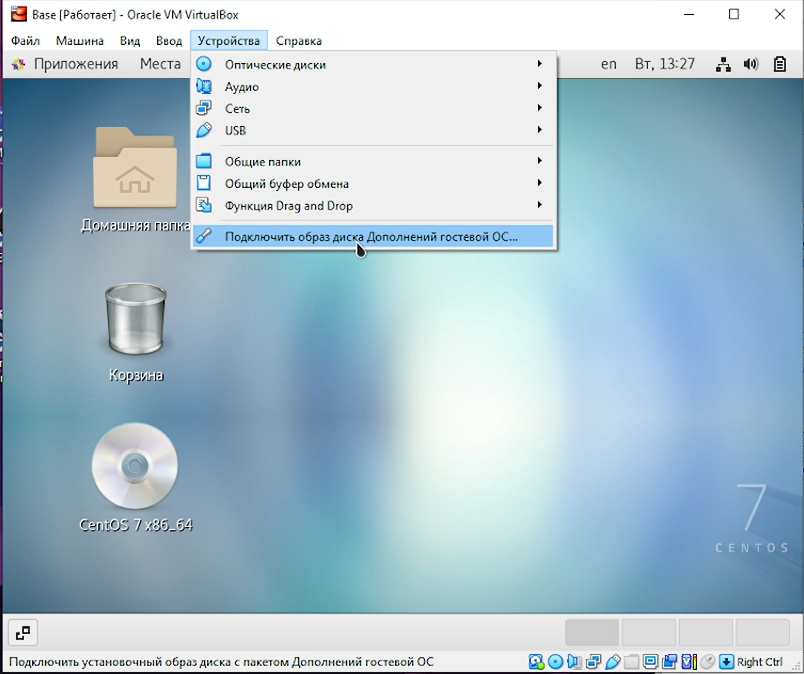 Base [Работает] - Oracle VM VirtualBox
Файл Машина Вид Ввод Устройства Справка
Приложения Места en Вт, 13:27
Оптические диски
Аудио
Сеть
USB
Общие папки
Общий буфер обмена
Функция Drag and Drop
Подключить образ диска Дополнений гостевой ОС...
Домашняя папка
Корзина
CentOS 7 x86_64
7
CENTOS
Подключить установочный образ диска с пакетом Дополнений гостевой ОС Right Ctrl